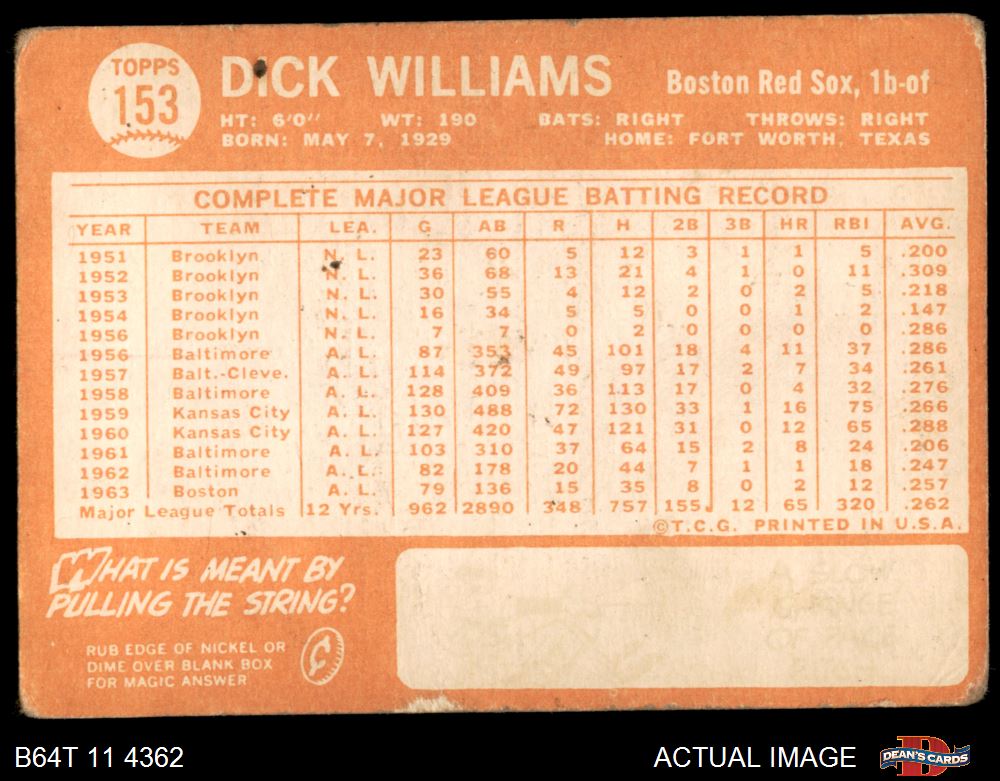 TOPPS
153
DICK WILLIAMS
Boston Red Sox, 1b-of
HT: 6'0'' WT: 190 BATS: RIGHT THROWS: RIGHT
BORN: MAY 7, 1929 HOME: FORT WORTH, TEXAS
COMPLETE MAJOR LEAGUE BATTING RECORD
YEAR TEAM LEA. G AB R H 2B 3B HR RBI AVG.
1951 Brooklyn N. L. 23 60 5 12 3 1 1 5 .200
1952 Brooklyn N. L. 36 68 13 21 4 1 0 11 .309
1953 Brooklyn N. L. 30 55 4 12 2 0 2 5 .218
1954 Brooklyn N. L. 16 34 5 5 0 0 1 2 .147
1956 Brooklyn N. L. 7 7 0 2 0 0 0 0 .286
1956 Baltimore A. L. 87 353 45 101 18 4 11 37 .286
1957 Balt.-Cleve. A. L. 114 372 49 97 17 2 7 34 .261
1958 Baltimore A. L. 128 409 36 113 17 0 4 32 .276
1959 Kansas City A. L. 130 488 72 130 33 1 16 75 .266
1960 Kansas City A. L. 127 420 47 121 31 0 12 65 .288
1961 Baltimore A. L. 103 310 37 64 15 2 8 24 .206
1962 Baltimore A. L. 82 178 20 44 7 1 1 18 .247
1963 Boston A. L. 79 136 15 35 8 0 2 12 .257
Major League Totals 12 Yrs. 962 2890 348 757 155 12 65 320 .262
©T.C.G. PRINTED IN U.S.A.
WHAT IS MEANT BY
PULLING THE STRING?
RUB EDGE OF NICKEL OR
DIME OVER BLANK BOX
FOR MAGIC ANSWER
¢
A SLOW
CHANGE
OF PACE
B64T 11 4362
ACTUAL IMAGE
DEAN'S CARDS